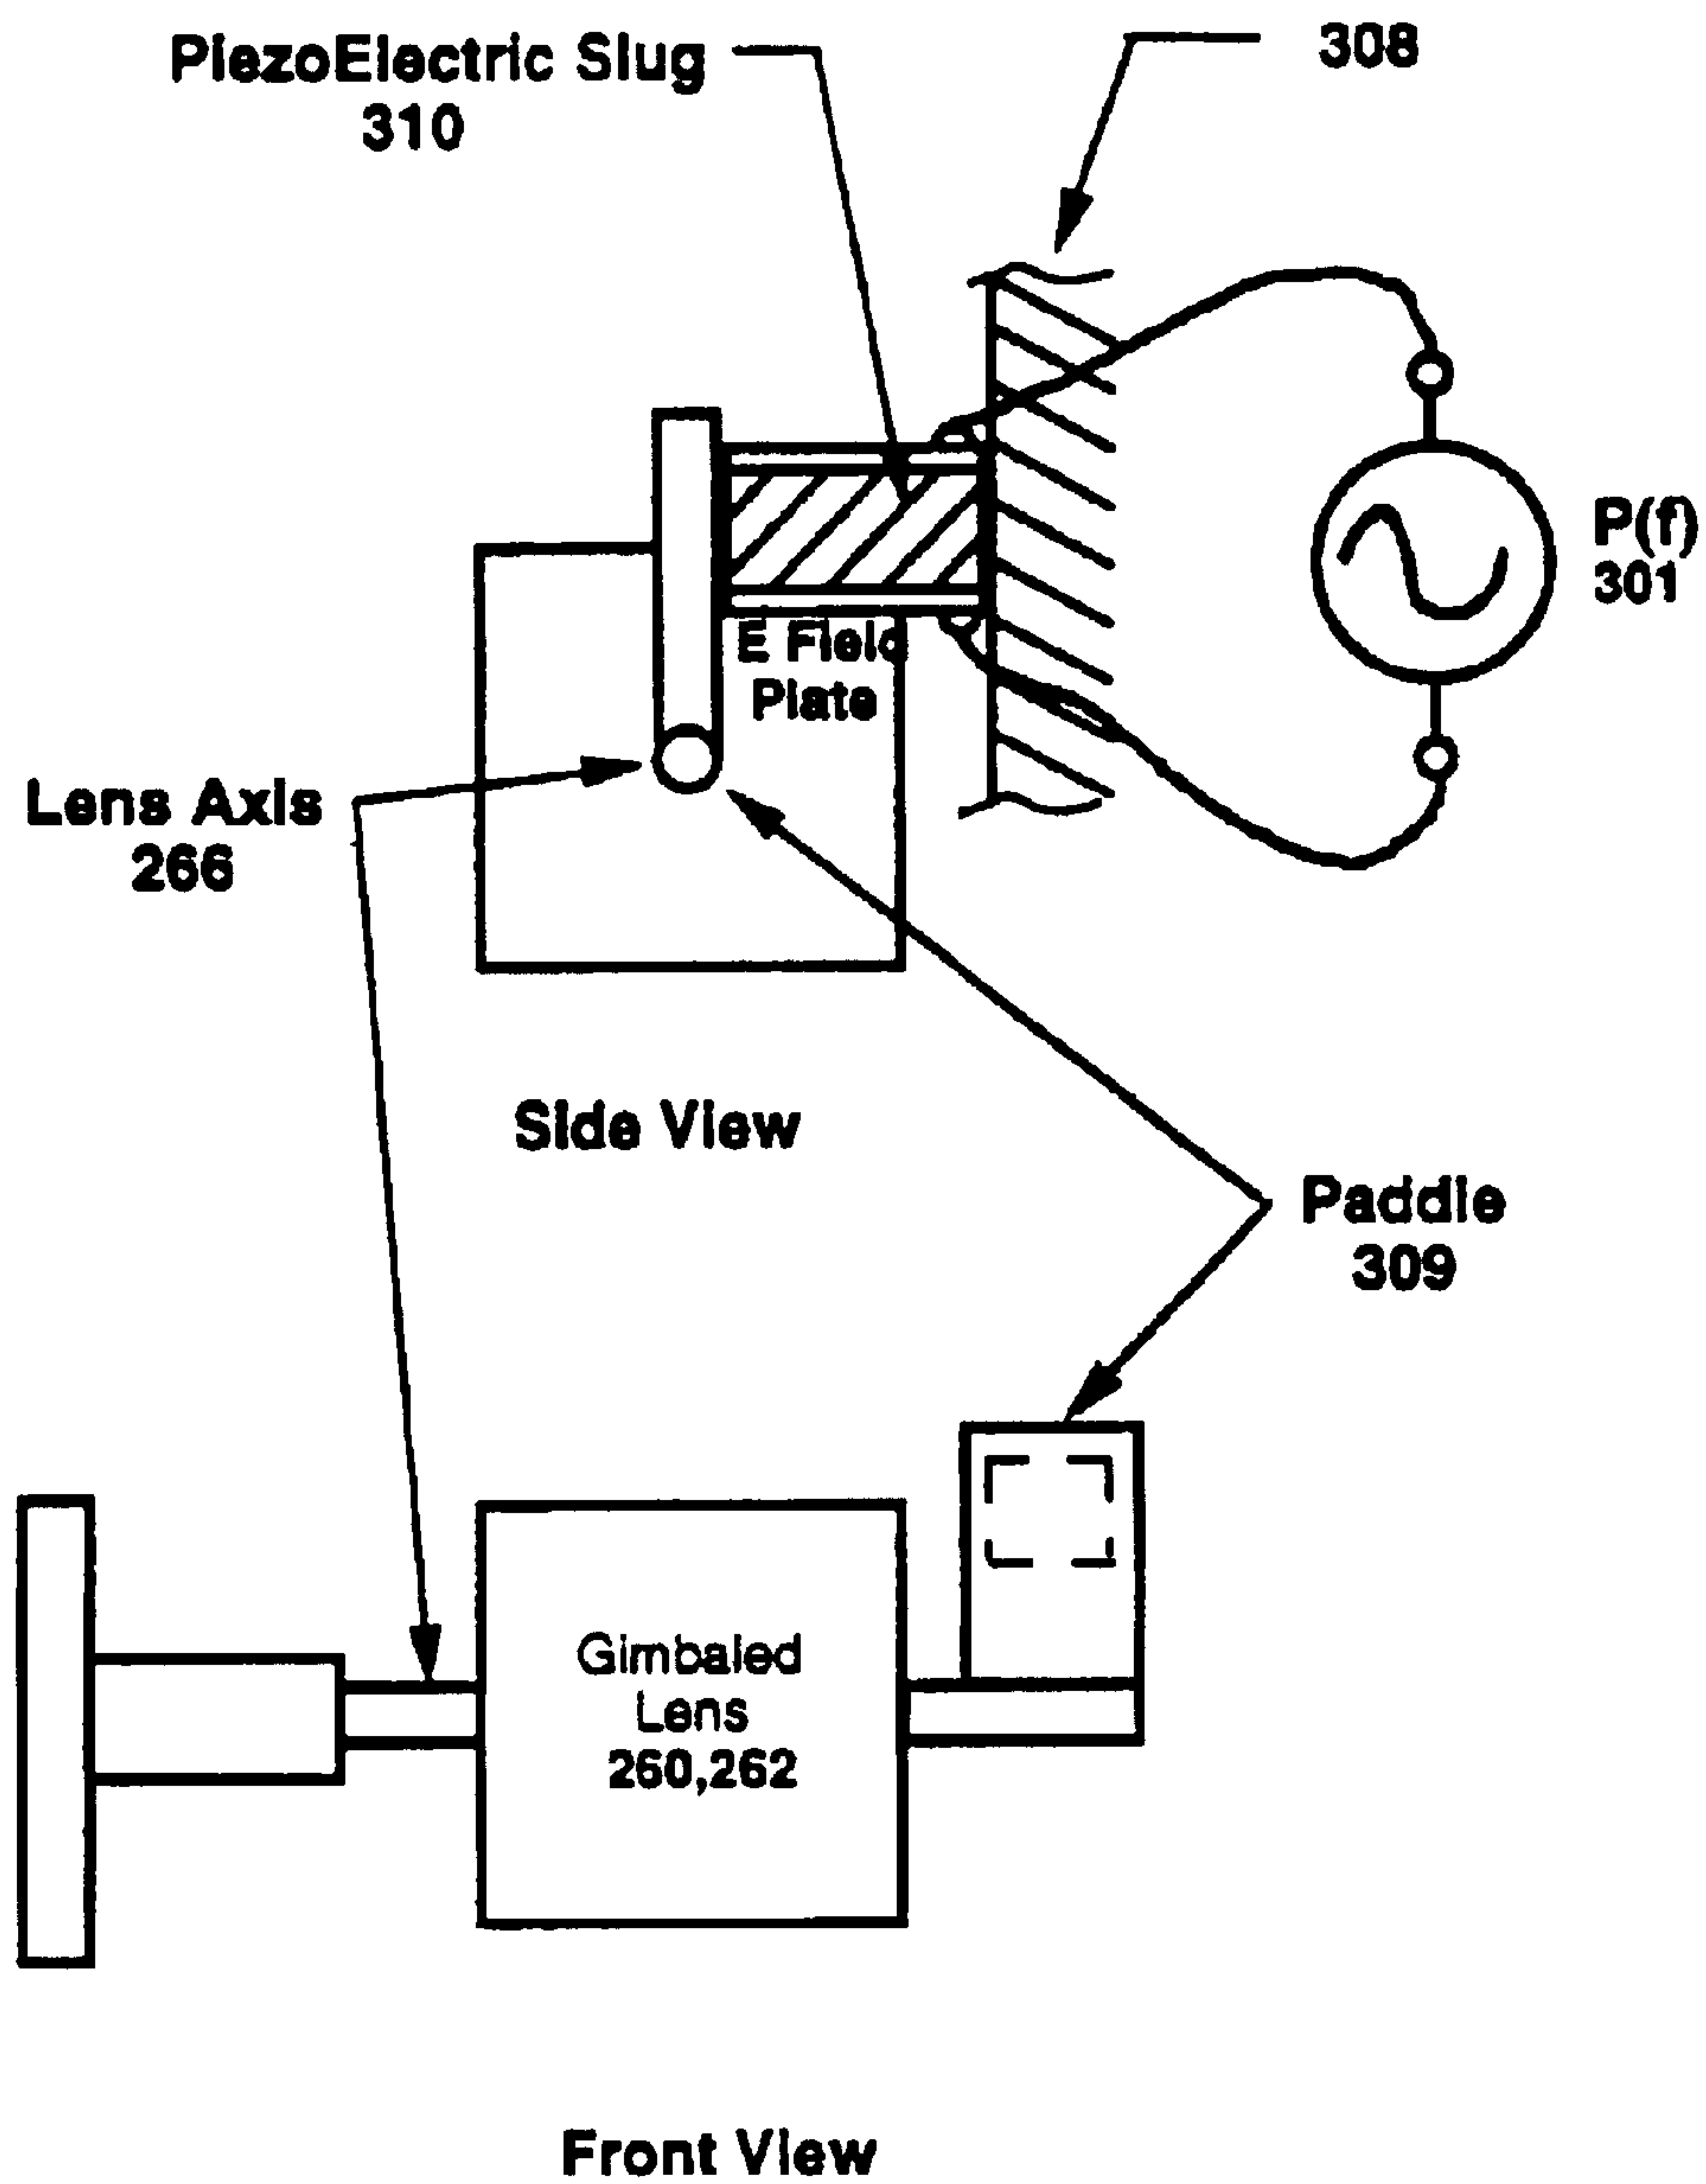 PiezoElectric Slug
310
308
P(f)
301
E Field
Plate
Lens Axis
266
Side View
Paddle
309
Gimbaled
Lens
260,262
Front View